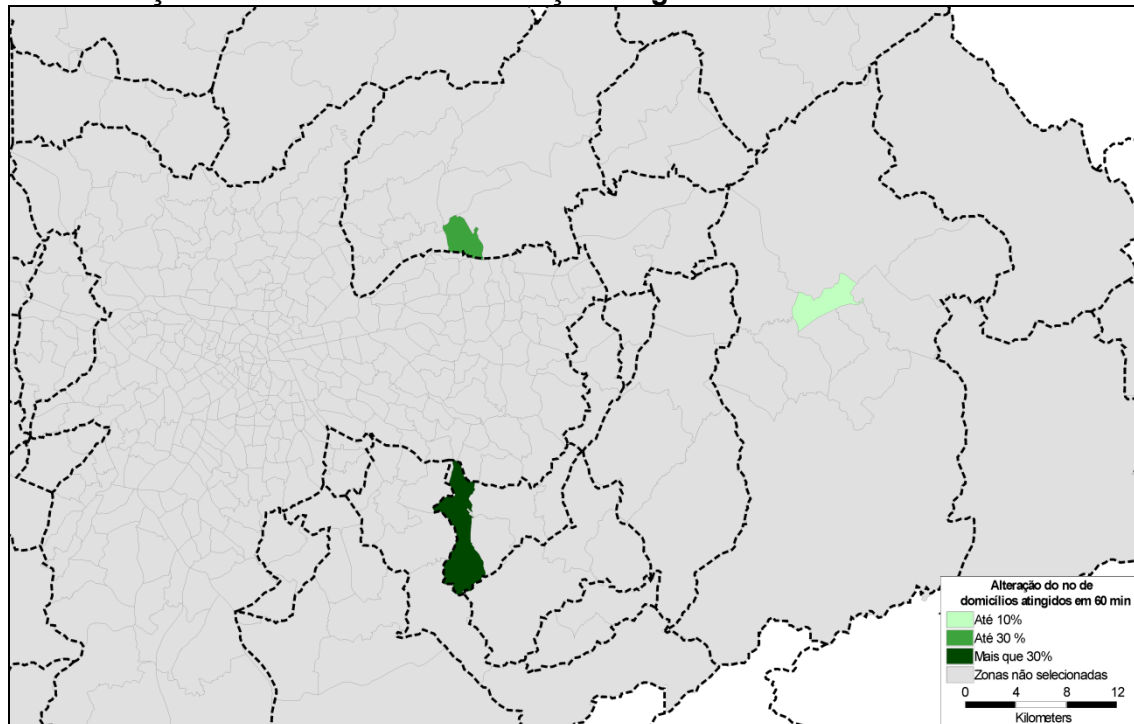 Alteração do no de
domicílios atingidos em 60 min
Até 10%
Até 30 %
Mais que 30%
Zonas não selecionadas
0 4 8 12
Kilometers